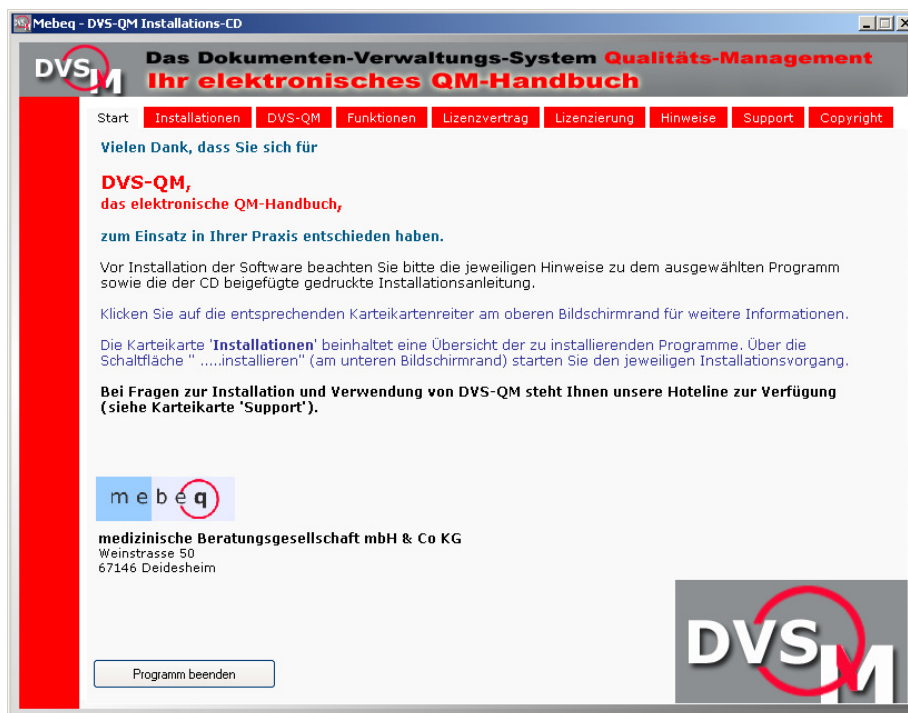 Mebeq - DVS-QM Installations-CD
DVS M
Das Dokumenten-Verwaltungs-System Qualitäts-Management
Ihr elektronisches QM-Handbuch
Start Installationen DVS-QM Funktionen Lizenzvertrag Lizenzierung Hinweise Support Copyright
Vielen Dank, dass Sie sich für
DVS-QM,
das elektronische QM-Handbuch,
zum Einsatz in Ihrer Praxis entschieden haben.
Vor Installation der Software beachten Sie bitte die jeweiligen Hinweise zu dem ausgewählten Programm
sowie die der CD beigefügte gedruckte Installationsanleitung.
Klicken Sie auf die entsprechenden Karteikartenreiter am oberen Bildschirmrand für weitere Informationen.
Die Karteikarte 'Installationen' beinhaltet eine Übersicht der zu installierenden Programme. Über die
Schaltfläche " .....installieren" (am unteren Bildschirmrand) starten Sie den jeweiligen Installationsvorgang.
Bei Fragen zur Installation und Verwendung von DVS-QM steht Ihnen unsere Hoteline zur Verfügung
(siehe Karteikarte 'Support').
mebeq
medizinische Beratungsgesellschaft mbH & Co KG
Weinstrasse 50
67146 Deidesheim
DVS M
Programm beenden